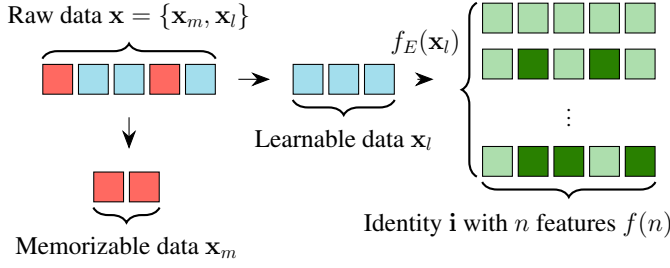 Raw data x = {x_m, x_l}
f_E(x_l)
Learnable data x_l
⋮
Identity i with n features f(n)
Memorizable data x_m